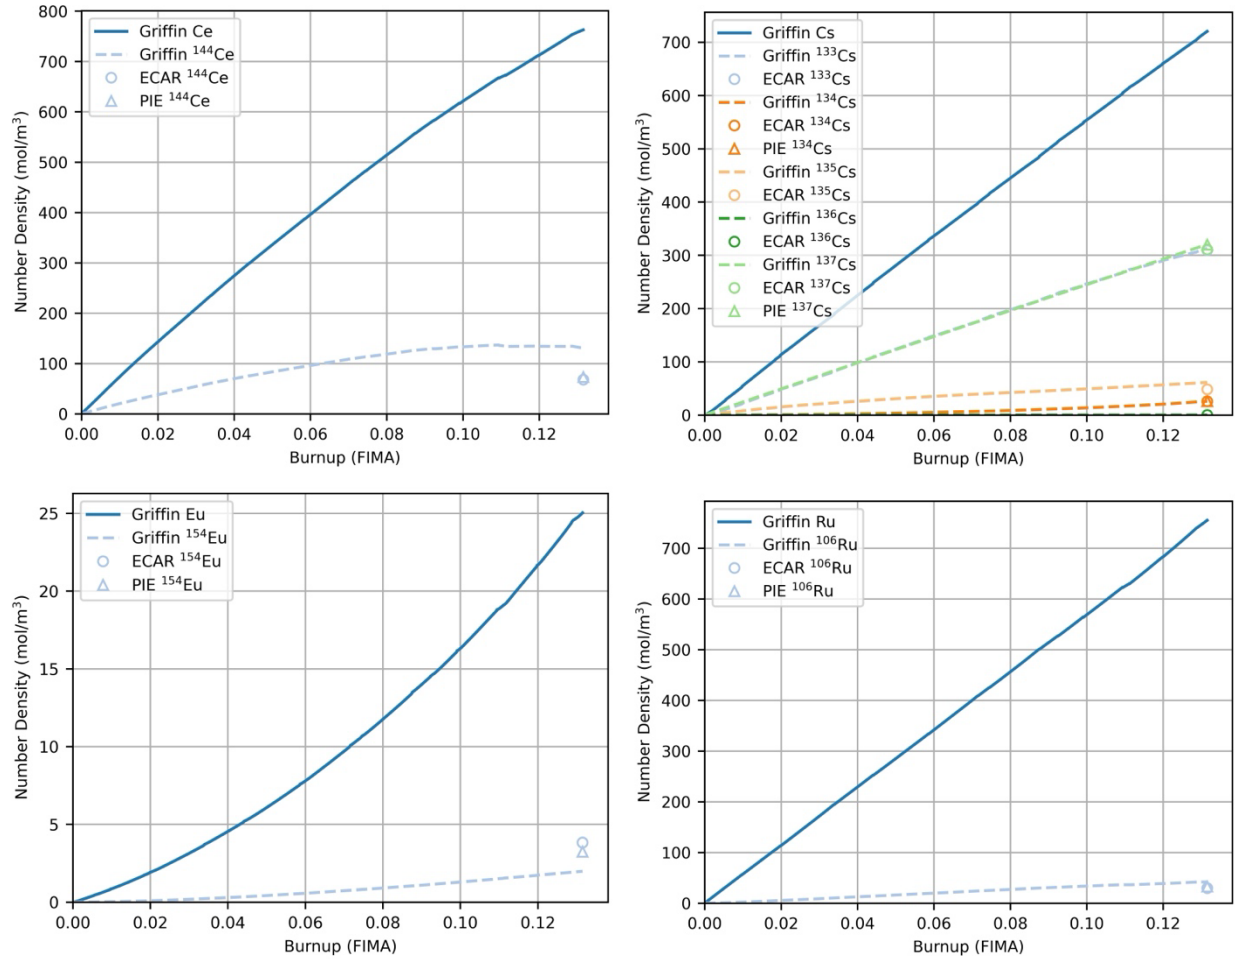 800
700
600
500
400
300
200
100
0
Number Density (mol/m³)
Griffin Ce
Griffin ¹⁴⁴Ce
ECAR ¹⁴⁴Ce
PIE ¹⁴⁴Ce
0.00 0.02 0.04 0.06 0.08 0.10 0.12
Burnup (FIMA)
700
600
500
400
300
200
100
0
Number Density (mol/m³)
Griffin Cs
Griffin ¹³³Cs
ECAR ¹³³Cs
Griffin ¹³⁴Cs
ECAR ¹³⁴Cs
PIE ¹³⁴Cs
Griffin ¹³⁵Cs
ECAR ¹³⁵Cs
Griffin ¹³⁶Cs
ECAR ¹³⁶Cs
Griffin ¹³⁷Cs
ECAR ¹³⁷Cs
PIE ¹³⁷Cs
0.00 0.02 0.04 0.06 0.08 0.10 0.12
Burnup (FIMA)
25
20
15
10
5
0
Number Density (mol/m³)
Griffin Eu
Griffin ¹⁵⁴Eu
ECAR ¹⁵⁴Eu
PIE ¹⁵⁴Eu
0.00 0.02 0.04 0.06 0.08 0.10 0.12
Burnup (FIMA)
700
600
500
400
300
200
100
0
Number Density (mol/m³)
Griffin Ru
Griffin ¹⁰⁶Ru
ECAR ¹⁰⁶Ru
PIE ¹⁰⁶Ru
0.00 0.02 0.04 0.06 0.08 0.10 0.12
Burnup (FIMA)